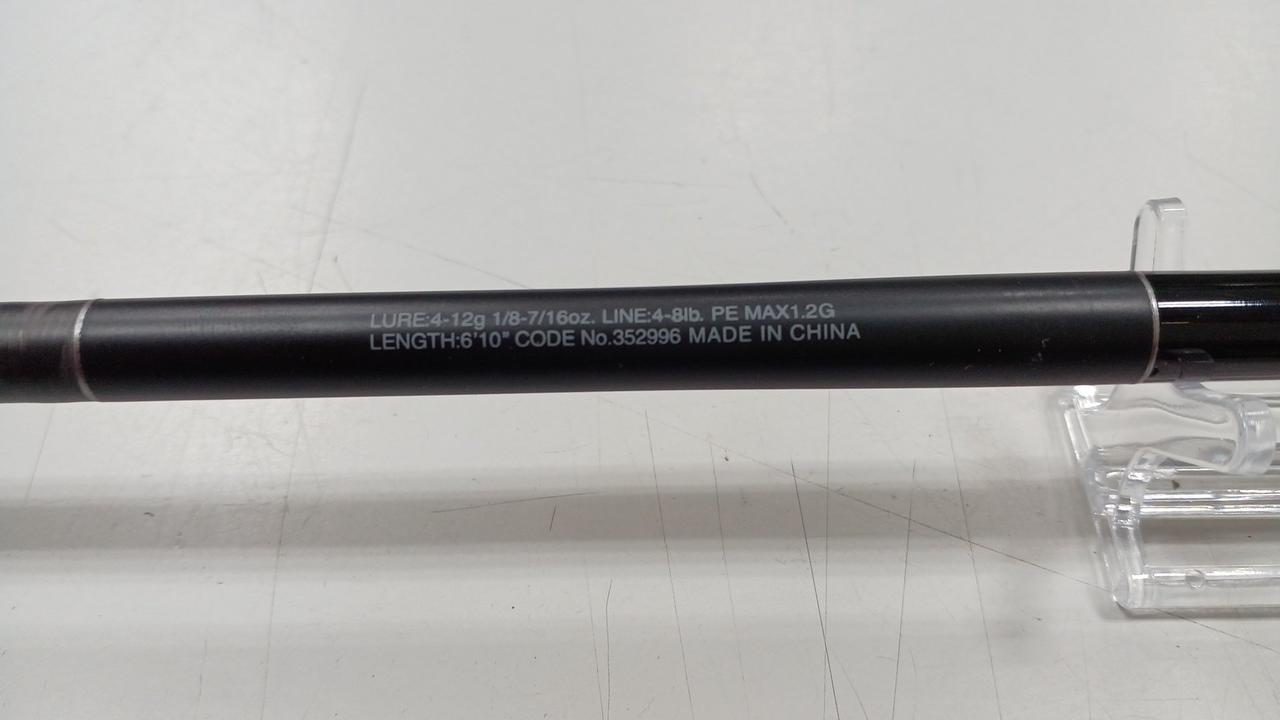 LURE:4-12g 1/8-7/16oz. LINE:4-8lb. PE MAX1.2G
LENGTH:6'10" CODE No.352996 MADE IN CHINA